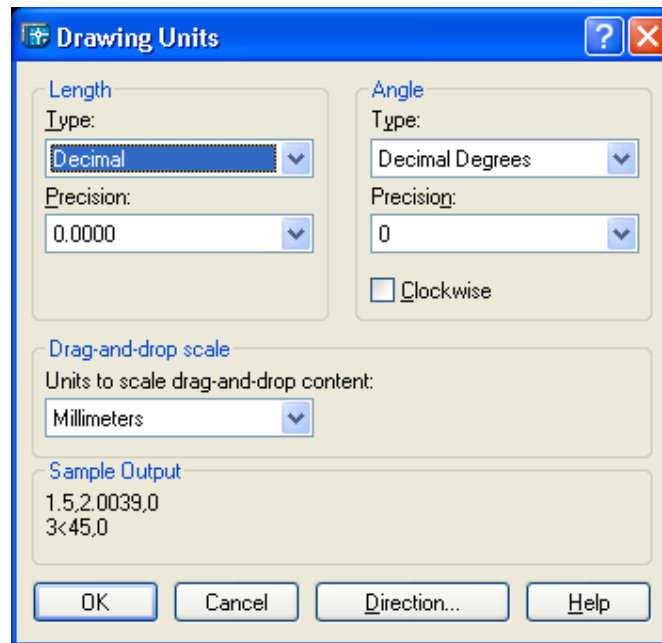 Drawing Units
Length
Type:
Decimal
Precision:
0.0000
Angle
Type:
Decimal Degrees
Precision:
0
Clockwise
Drag-and-drop scale
Units to scale drag-and-drop content:
Millimeters
Sample Output
1.5,2.0039,0
3<45,0
OK Cancel Direction... Help